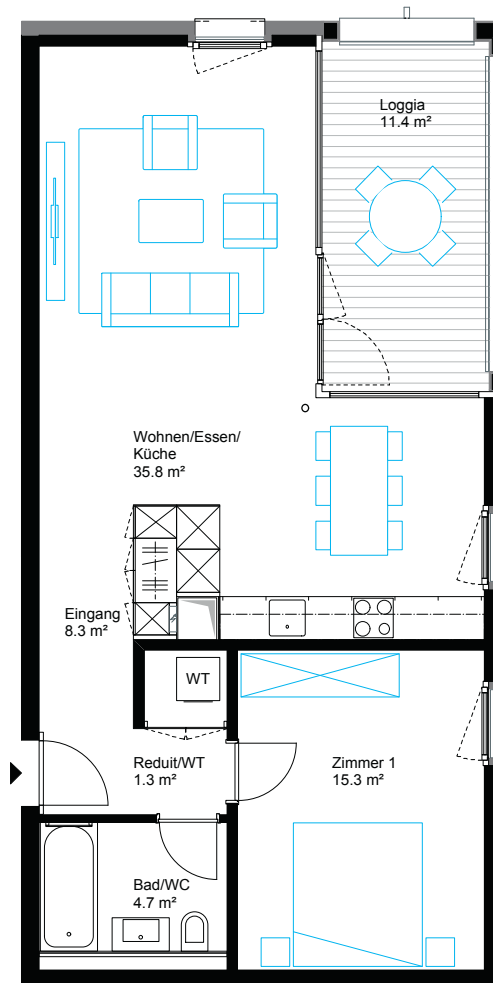 Loggia
11.4 m²
Wohnen/Essen/
Küche
35.8 m²
Eingang
8.3 m²
WT
Reduit/WT
1.3 m²
Zimmer 1
15.3 m²
Bad/WC
4.7 m²